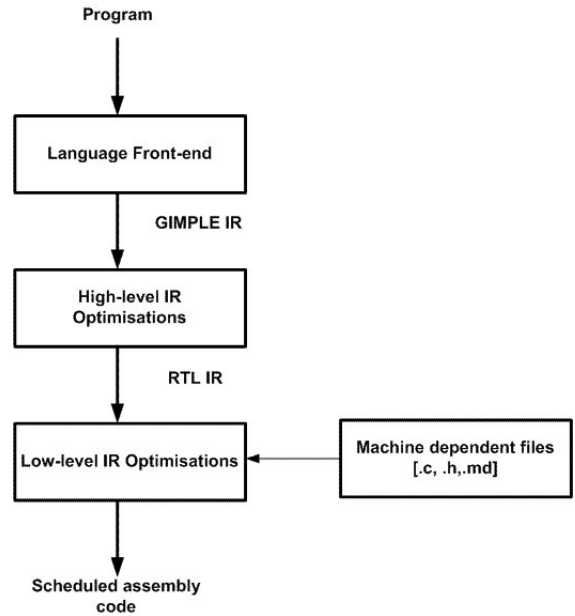 Program
Language Front-end
GIMPLE IR
High-level IR
Optimisations
RTL IR
Low-level IR Optimisations
Machine dependent files
[.c, .h,.md]
Scheduled assembly
code